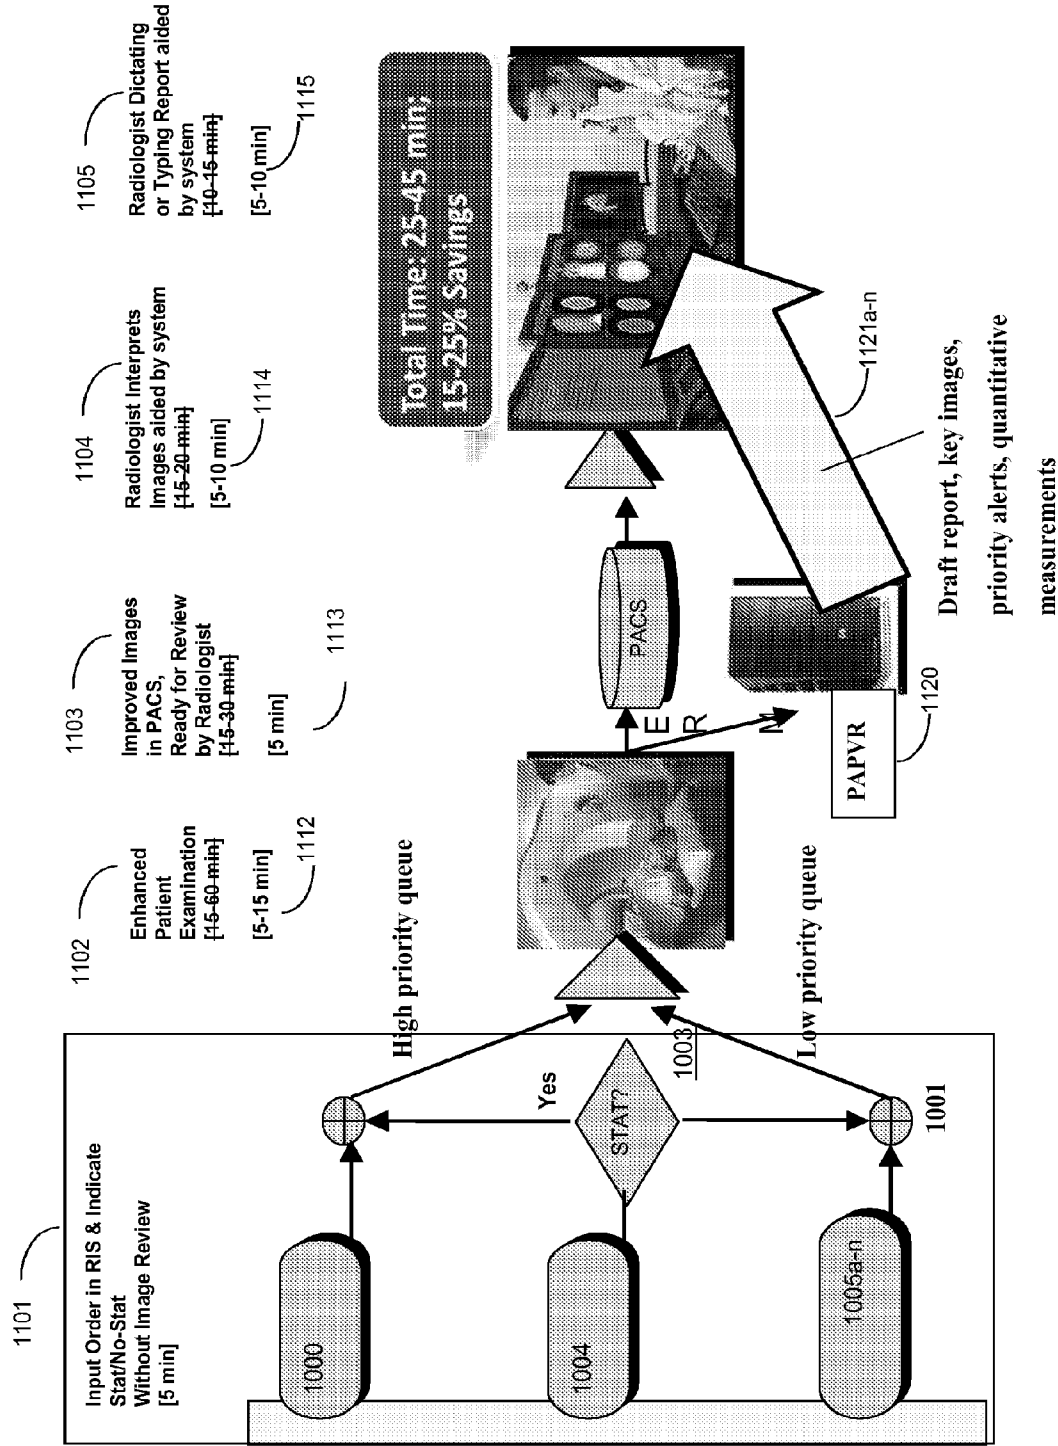 1101
Input Order in RIS & Indicate
Stat/No-Stat
Without Image Review
[5 min]
1102
Enhanced
Patient
Examination
[15-60 min]
[5-15 min]
1112
1103
Improved Images
in PACS,
Ready for Review
by Radiologist
[15-30 min]
[5 min]
1113
1104
Radiologist Interprets
Images aided by system
[15-20 min]
[5-10 min]
1114
1105
Radiologist Dictating
or Typing Report aided
by system
[10-15 min]
[5-10 min]
1115
Total Time: 25-45 min;
15-25% Savings
1000
1004
1005a-n
STAT?
Yes
1003
1001
High priority queue
Low priority queue
PACS
E
R
M
PAPVR
1120
1121a-n
Draft report, key images,
priority alerts, quantitative
measurements